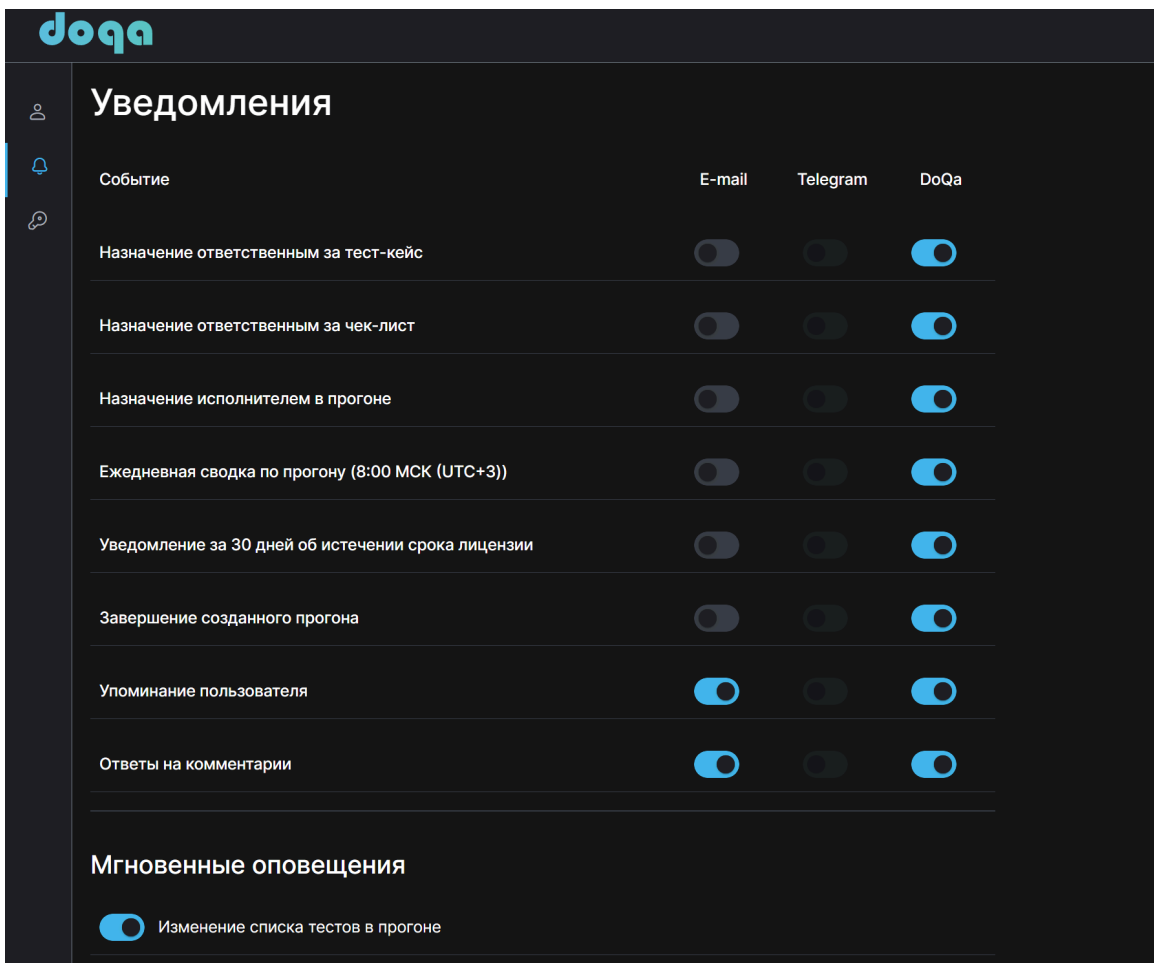 doqa
Уведомления
Событие E-mail Telegram DoQa
Назначение ответственным за тест-кейс
Назначение ответственным за чек-лист
Назначение исполнителем в прогоне
Ежедневная сводка по прогону (8:00 МСК (UTC+3))
Уведомление за 30 дней об истечении срока лицензии
Завершение созданного прогона
Упоминание пользователя
Ответы на комментарии
Мгновенные оповещения
Изменение списка тестов в прогоне